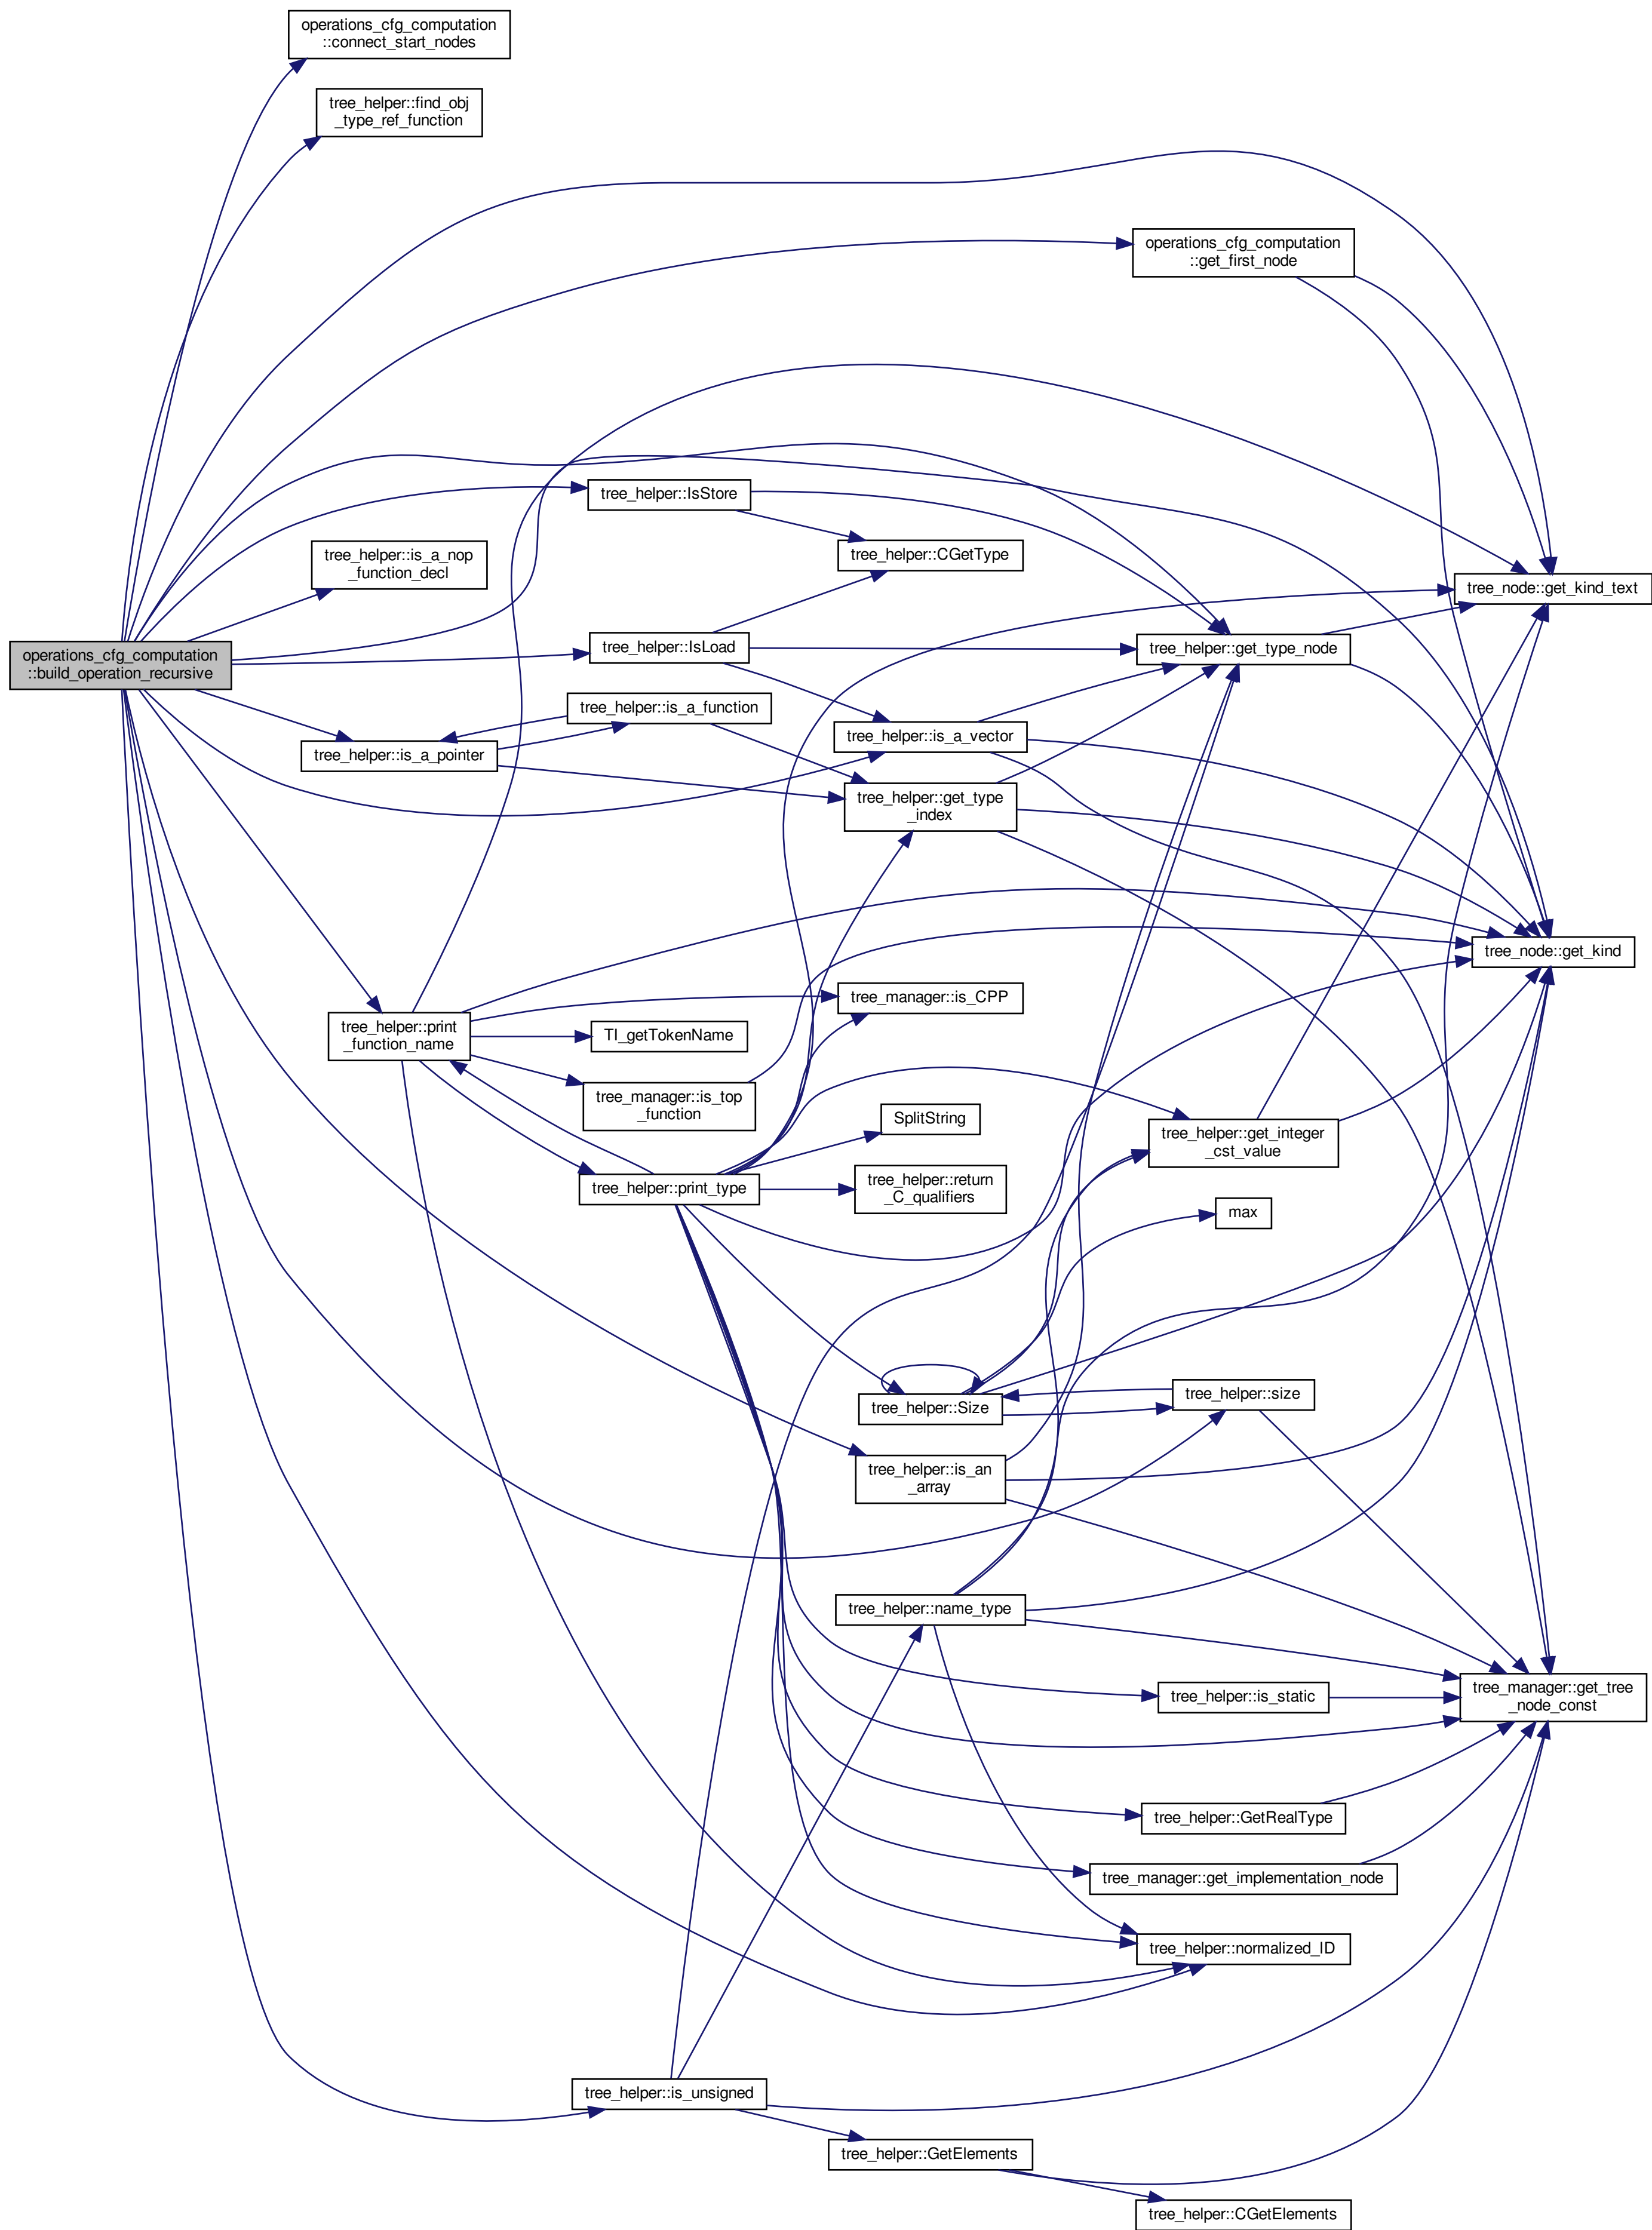 operations_cfg_computation
::connect_start_nodes
tree_helper::find_obj
_type_ref_function
operations_cfg_computation
::get_first_node
tree_helper::IsStore
tree_helper::is_a_nop
_function_decl
tree_helper::CGetType
tree_node::get_kind_text
operations_cfg_computation
::build_operation_recursive
tree_helper::IsLoad
tree_helper::get_type_node
tree_helper::is_a_function
tree_helper::is_a_pointer
tree_helper::is_a_vector
tree_helper::get_type
_index
tree_node::get_kind
tree_manager::is_CPP
tree_helper::print
_function_name
TI_getTokenName
tree_manager::is_top
_function
SplitString
tree_helper::get_integer
_cst_value
tree_helper::print_type
tree_helper::return
_C_qualifiers
max
tree_helper::Size
tree_helper::size
tree_helper::is_an
_array
tree_helper::name_type
tree_helper::is_static
tree_manager::get_tree
_node_const
tree_helper::GetRealType
tree_manager::get_implementation_node
tree_helper::normalized_ID
tree_helper::is_unsigned
tree_helper::GetElements
tree_helper::CGetElements